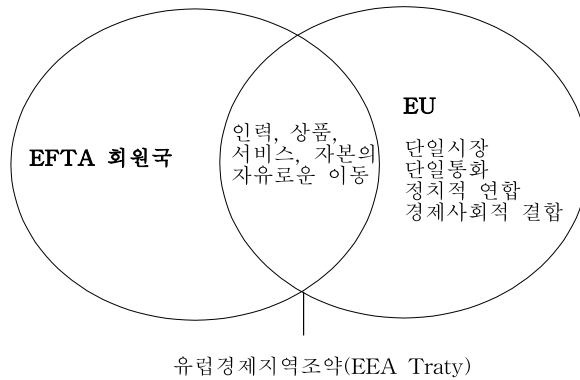 EFTA 회원국
인력, 상품,
서비스, 자본의
자유로운 이동
EU
단일시장
단일통화
정치적 연합
경제사회적 결합
유럽경제지역조약(EEA Traty)